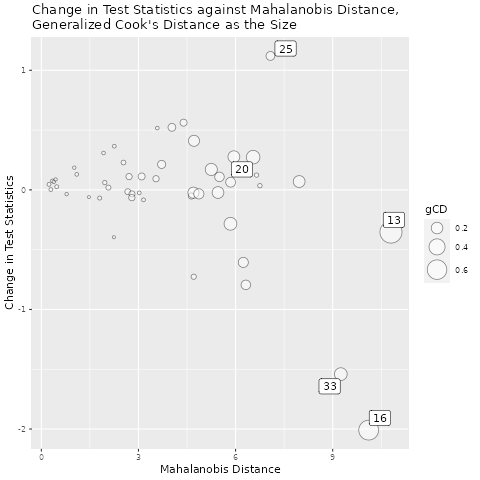 Change in Test Statistics against Mahalanobis Distance,
Generalized Cook's Distance as the Size
25
1
20
0
13
-1
33
16
-2
0 3 6 9
Mahalanobis Distance
Change in Test Statistics
gCD
0.2
0.4
0.6